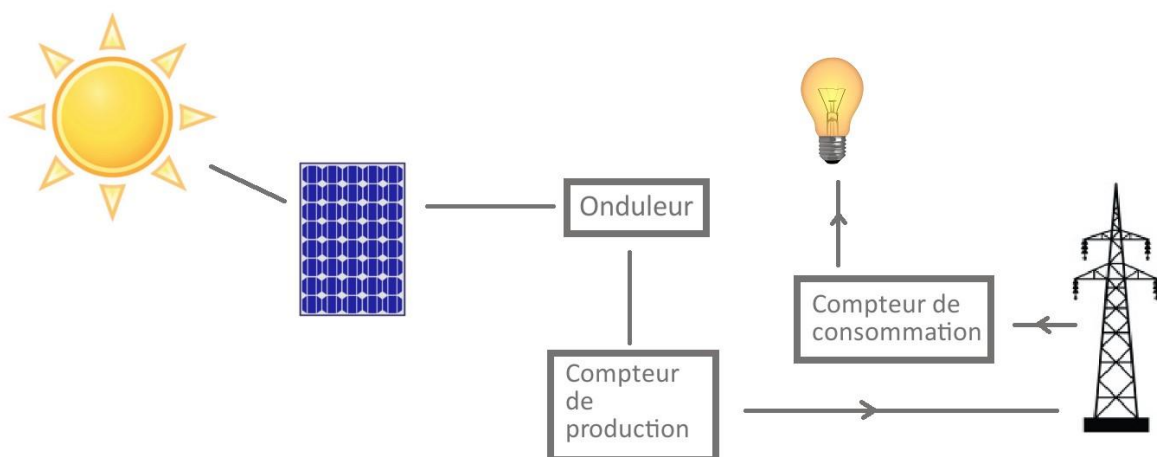 Onduleur
Compteur de
consommation
Compteur
de
production